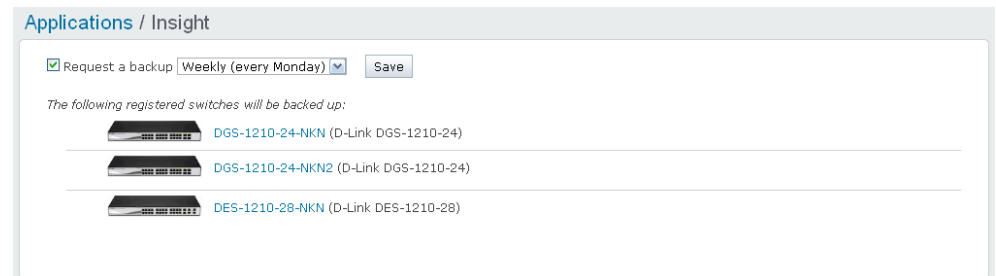 Applications / Insight
Request a backup Weekly (every Monday) Save
The following registered switches will be backed up:
DGS-1210-24-NKN (D-Link DGS-1210-24)
DGS-1210-24-NKN2 (D-Link DGS-1210-24)
DES-1210-28-NKN (D-Link DES-1210-28)